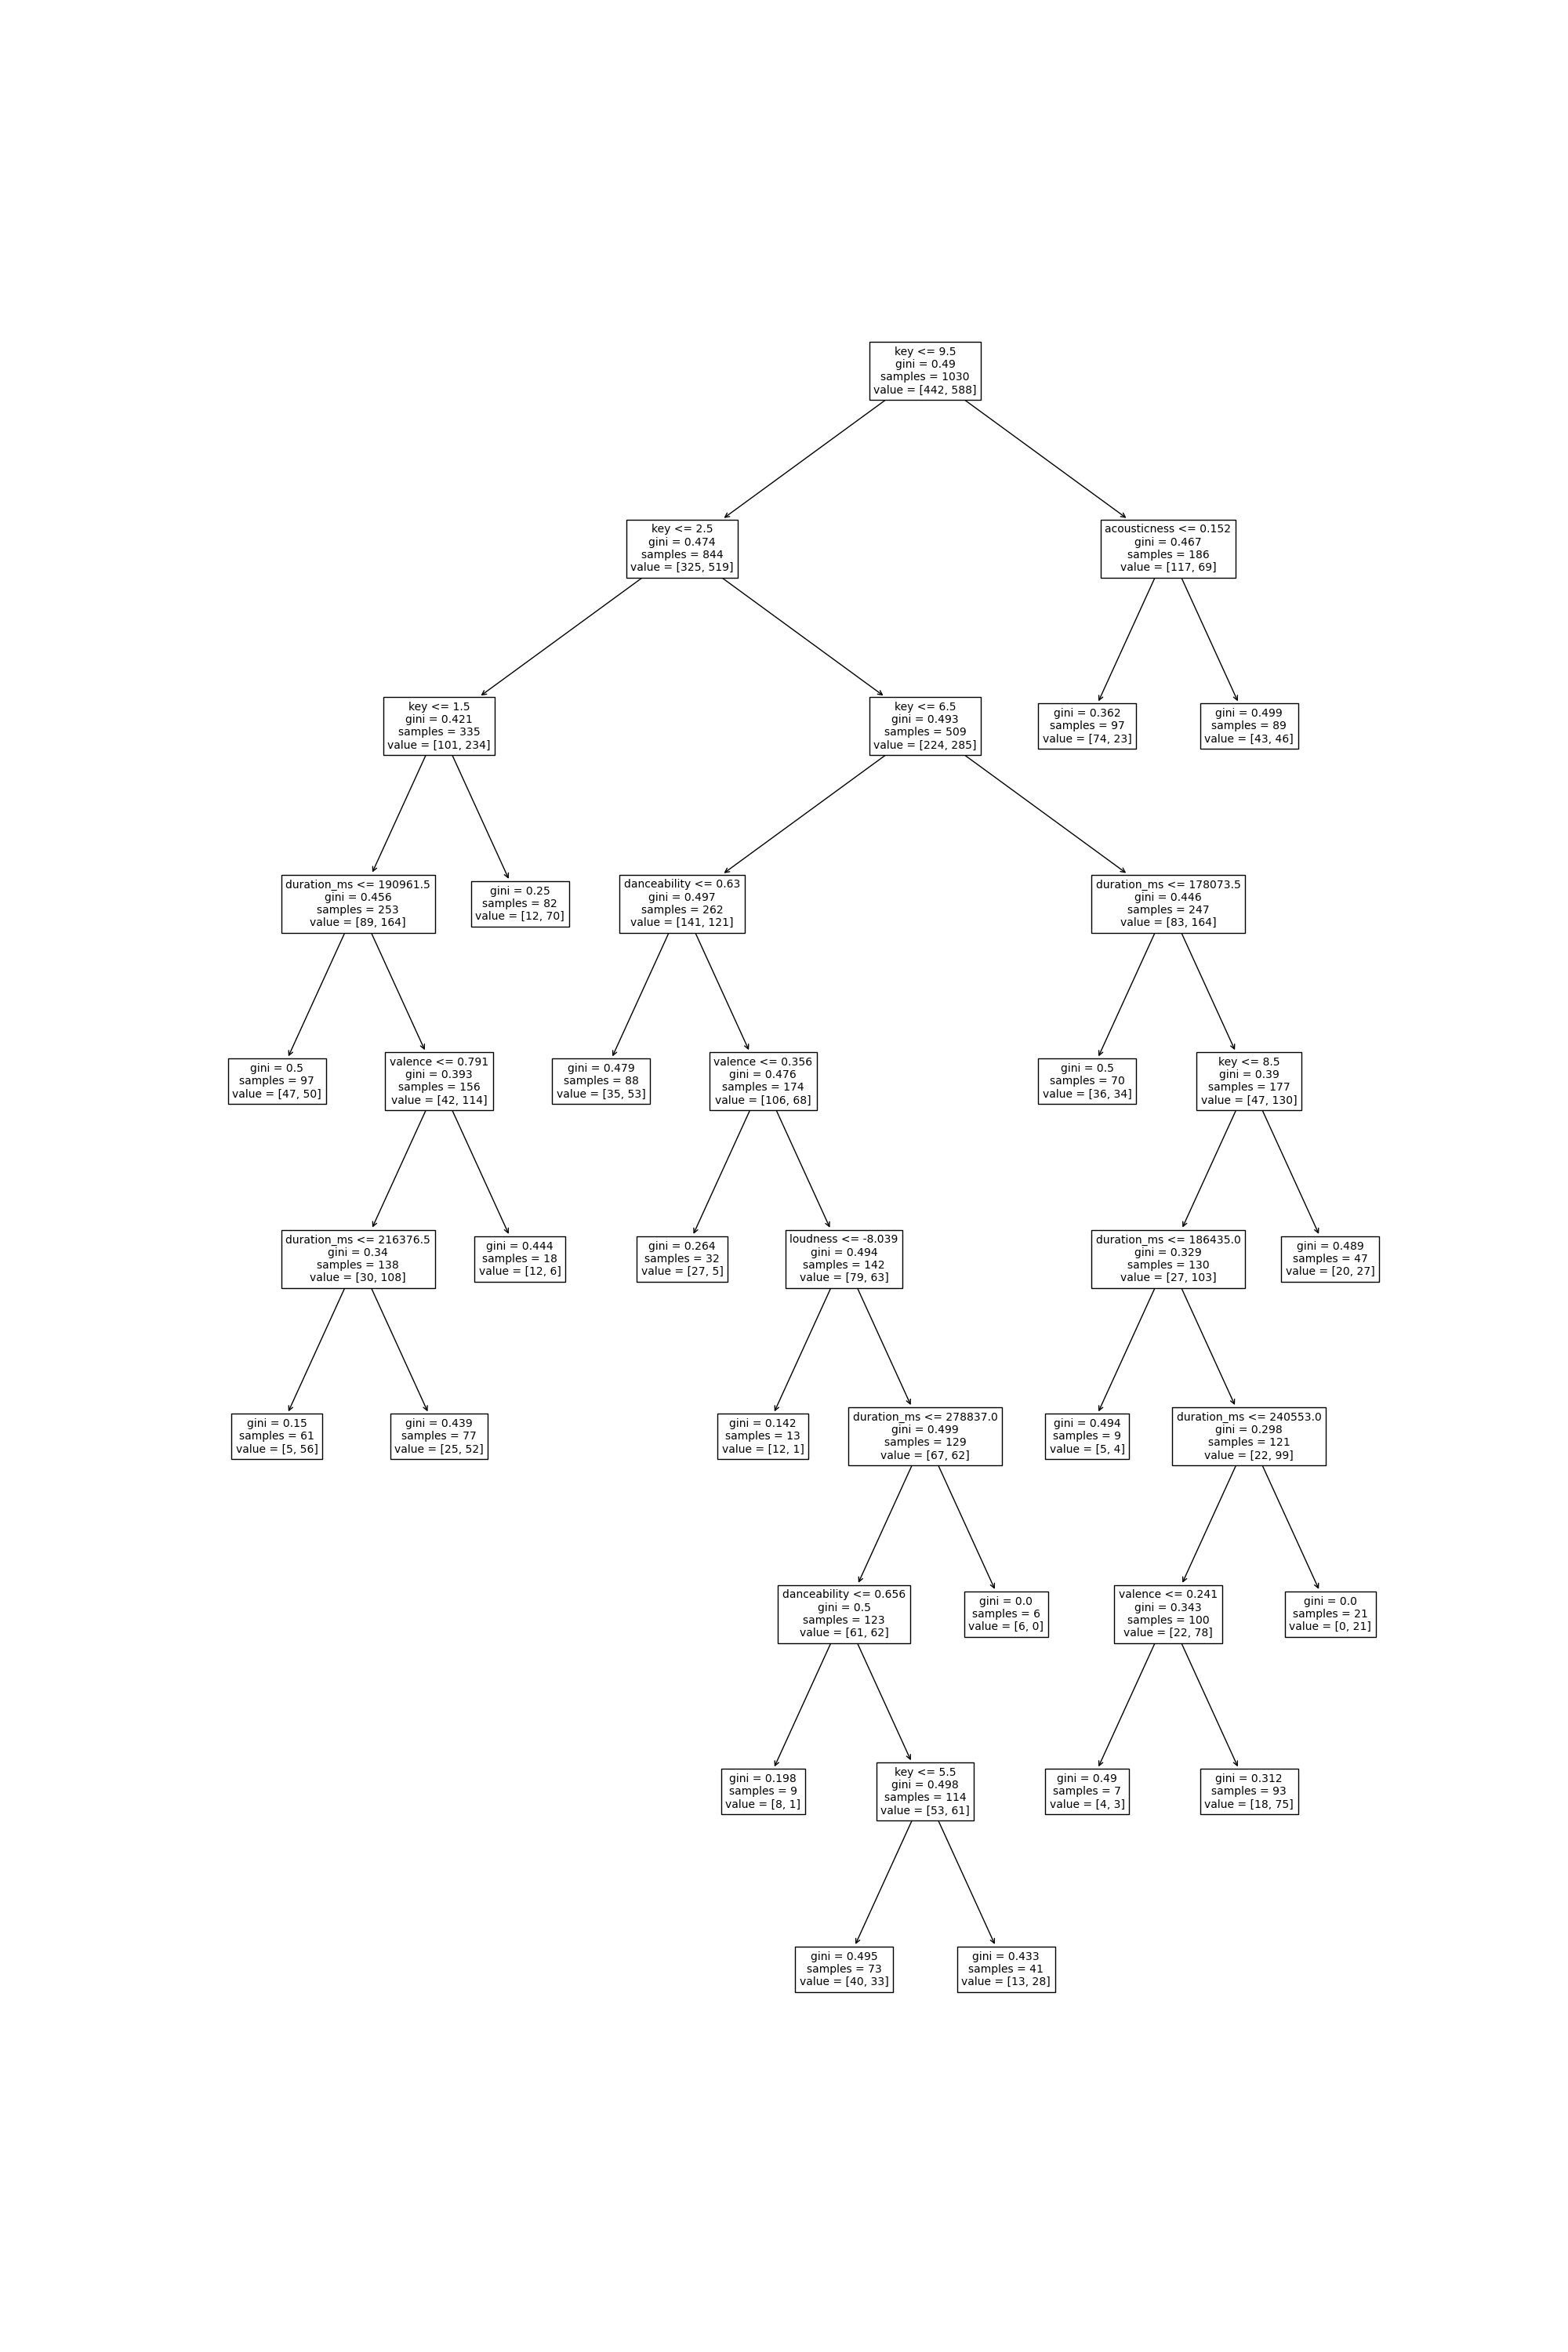 key <= 9.5
gini = 0.49
samples = 1030
value = [442, 588]
key <= 2.5
gini = 0.474
samples = 844
value = [325, 519]
acousticness <= 0.152
gini = 0.467
samples = 186
value = [117, 69]
key <= 1.5
gini = 0.421
samples = 335
value = [101, 234]
key <= 6.5
gini = 0.493
samples = 509
value = [224, 285]
gini = 0.362
samples = 97
value = [74, 23]
gini = 0.499
samples = 89
value = [43, 46]
duration_ms <= 190961.5
gini = 0.456
samples = 253
value = [89, 164]
gini = 0.25
samples = 82
value = [12, 70]
danceability <= 0.63
gini = 0.497
samples = 262
value = [141, 121]
duration_ms <= 178073.5
gini = 0.446
samples = 247
value = [83, 164]
gini = 0.5
samples = 97
value = [47, 50]
valence <= 0.791
gini = 0.393
samples = 156
value = [42, 114]
gini = 0.479
samples = 88
value = [35, 53]
valence <= 0.356
gini = 0.476
samples = 174
value = [106, 68]
gini = 0.5
samples = 70
value = [36, 34]
key <= 8.5
gini = 0.39
samples = 177
value = [47, 130]
duration_ms <= 216376.5
gini = 0.34
samples = 138
value = [30, 108]
gini = 0.444
samples = 18
value = [12, 6]
gini = 0.264
samples = 32
value = [27, 5]
loudness <= -8.039
gini = 0.494
samples = 142
value = [79, 63]
duration_ms <= 186435.0
gini = 0.329
samples = 130
value = [27, 103]
gini = 0.489
samples = 47
value = [20, 27]
gini = 0.15
samples = 61
value = [5, 56]
gini = 0.439
samples = 77
value = [25, 52]
gini = 0.142
samples = 13
value = [12, 1]
duration_ms <= 278837.0
gini = 0.499
samples = 129
value = [67, 62]
gini = 0.494
samples = 9
value = [5, 4]
duration_ms <= 240553.0
gini = 0.298
samples = 121
value = [22, 99]
danceability <= 0.656
gini = 0.5
samples = 123
value = [61, 62]
gini = 0.0
samples = 6
value = [6, 0]
valence <= 0.241
gini = 0.343
samples = 100
value = [22, 78]
gini = 0.0
samples = 21
value = [0, 21]
gini = 0.198
samples = 9
value = [8, 1]
key <= 5.5
gini = 0.498
samples = 114
value = [53, 61]
gini = 0.49
samples = 7
value = [4, 3]
gini = 0.312
samples = 93
value = [18, 75]
gini = 0.495
samples = 73
value = [40, 33]
gini = 0.433
samples = 41
value = [13, 28]